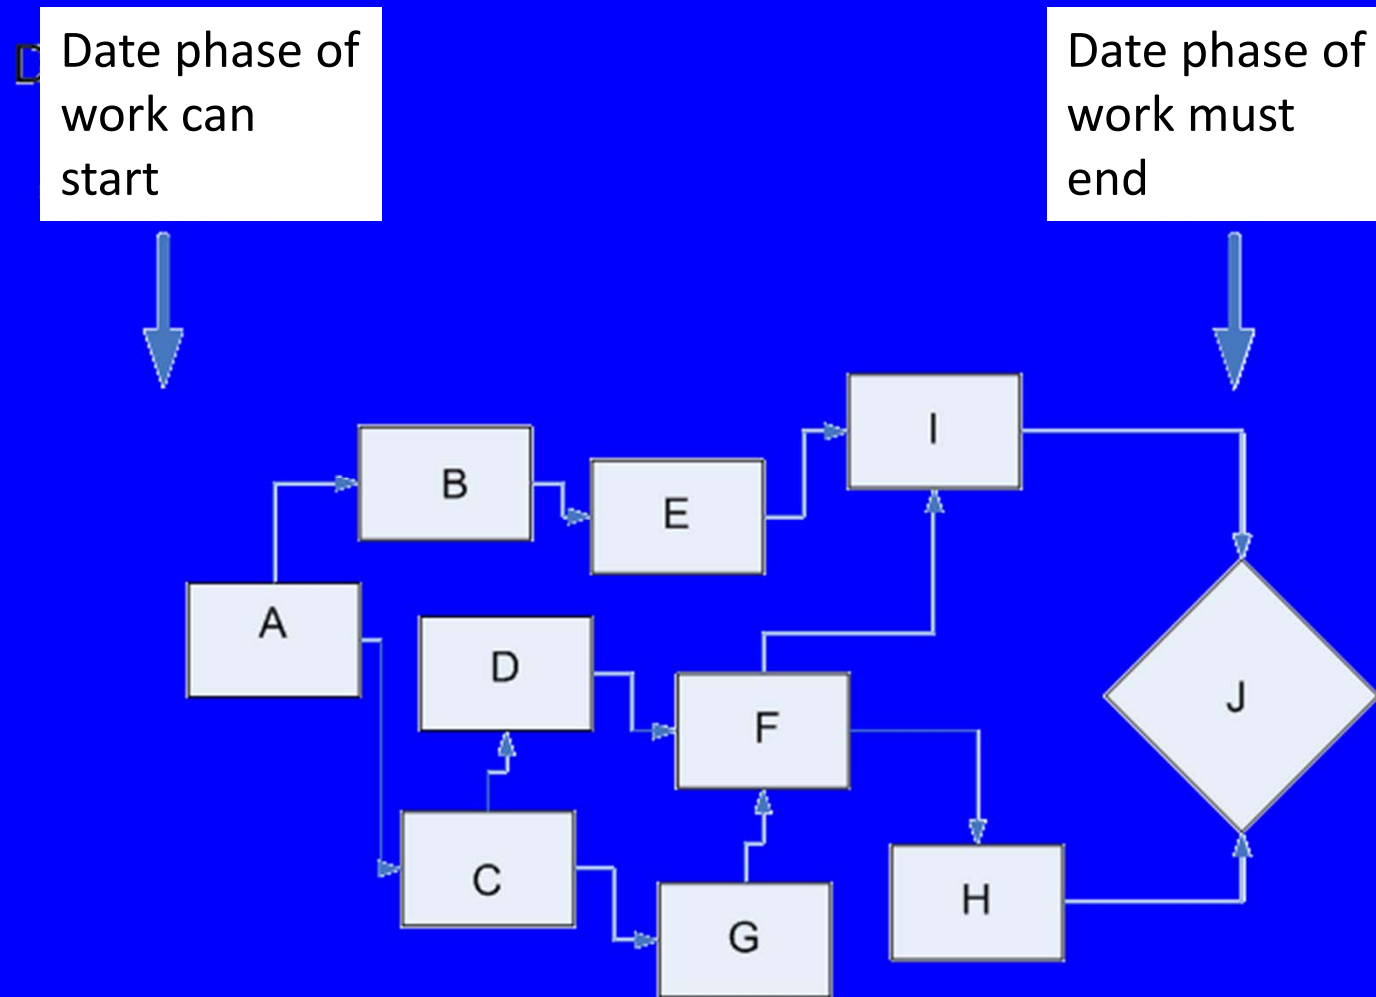 D
Date phase of
work can
start
Date phase of
work must
end
I
B
E
A
D
F
J
C
H
G